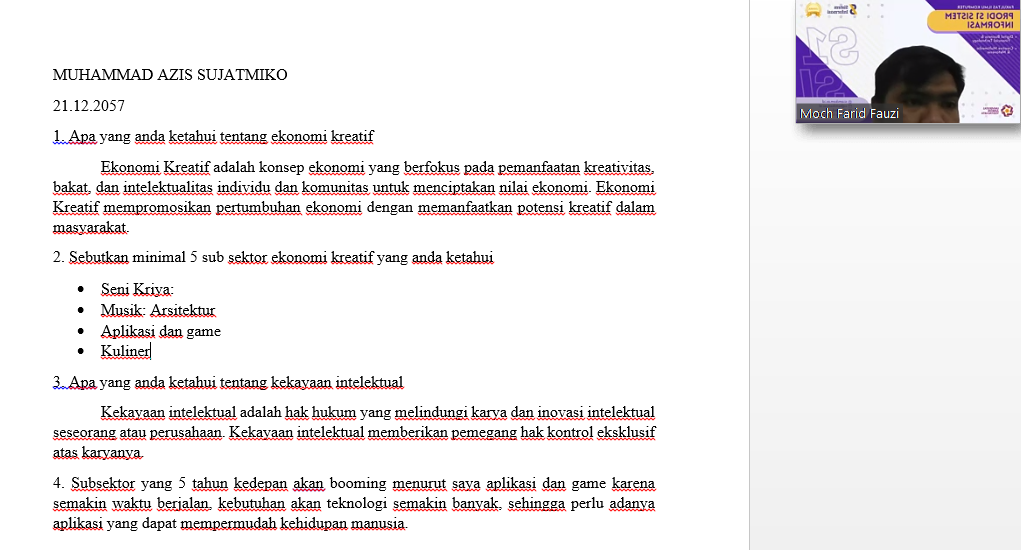 MUHAMMAD AZIS SUJATMIKO
21.12.2057
1. Apa yang anda ketahui tentang ekonomi kreatif
Ekonomi Kreatif adalah konsep ekonomi yang berfokus pada pemanfaatan kreativitas,
bakat, dan intelektualitas individu dan komunitas untuk menciptakan nilai ekonomi. Ekonomi
Kreatif mempromosikan pertumbuhan ekonomi dengan memanfaatkan potensi kreatif dalam
masyarakat.
2. Sebutkan minimal 5 sub sektor ekonomi kreatif yang anda ketahui
• Seni Kriya:
• Musik: Arsitektur
• Aplikasi dan game
• Kuliner
3. Apa yang anda ketahui tentang kekayaan intelektual
Kekayaan intelektual adalah hak hukum yang melindungi karya dan inovasi intelektual
seseorang atau perusahaan. Kekayaan intelektual memberikan pemegang hak kontrol eksklusif
atas karyanya.
4. Subsektor yang 5 tahun kedepan akan booming menurut saya aplikasi dan game karena
semakin waktu berjalan, kebutuhan akan teknologi semakin banyak, sehingga perlu adanya
aplikasi yang dapat mempermudah kehidupan manusia.
FAKULTAS ILMU KOMPUTER
PRODI S1 SISTEM
INFORMASI
S1
SI
Moch Farid Fauzi